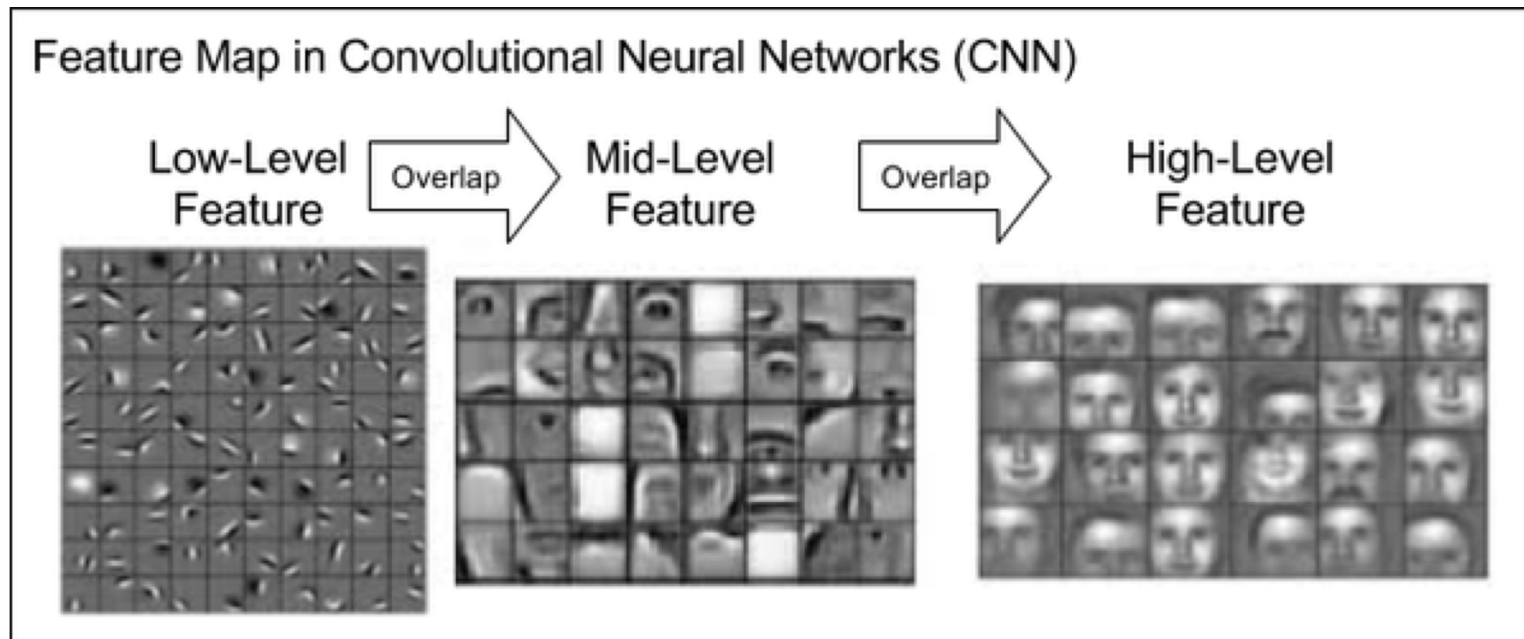 Feature Map in Convolutional Neural Networks (CNN)
Low-Level
Feature
Overlap
Mid-Level
Feature
Overlap
High-Level
Feature